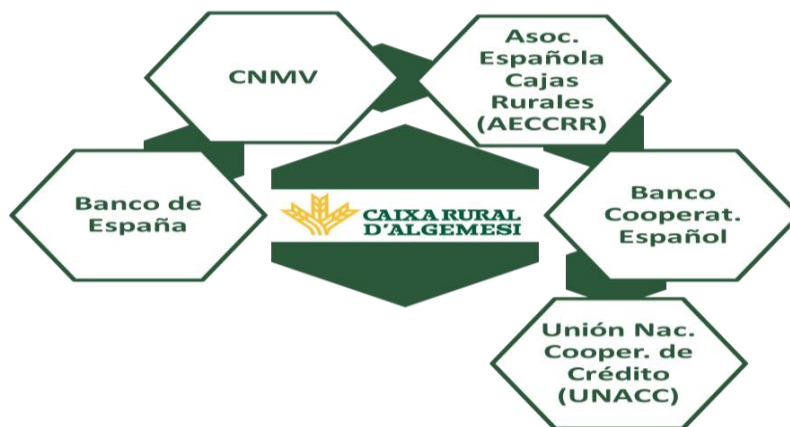 CNMV
Asoc.
Española
Cajas
Rurales
(AECCRR)
Banco de
España
CAIXA RURAL
D'ALGEMESI
Banco
Cooperat.
Español
Unión Nac.
Cooper. de
Crédito
(UNACC)